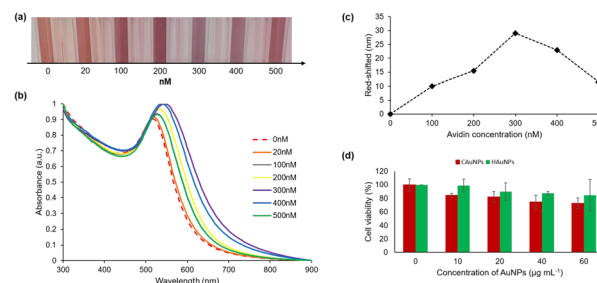 (a)
0 20 100 200 300 400 500
nM
(b)
Absorbance (a.u.)
1
0.9
0.8
0.7
0.6
0.5
0.4
0.3
0.2
0.1
0
300 400 500 600 700 800 900
Wavelength (nm)
0nM
20nM
100nM
200nM
300nM
400nM
500nM
(c)
Red-shifted (nm)
35
30
25
20
15
10
5
0
0 100 200 300 400
Avidin concentration (nM)
(d)
CAuNPs HAuNPs
Cell viability (%)
120
100
80
60
40
20
0
0 10 20 40 60
Concentration of AuNPs (μg mL⁻¹)